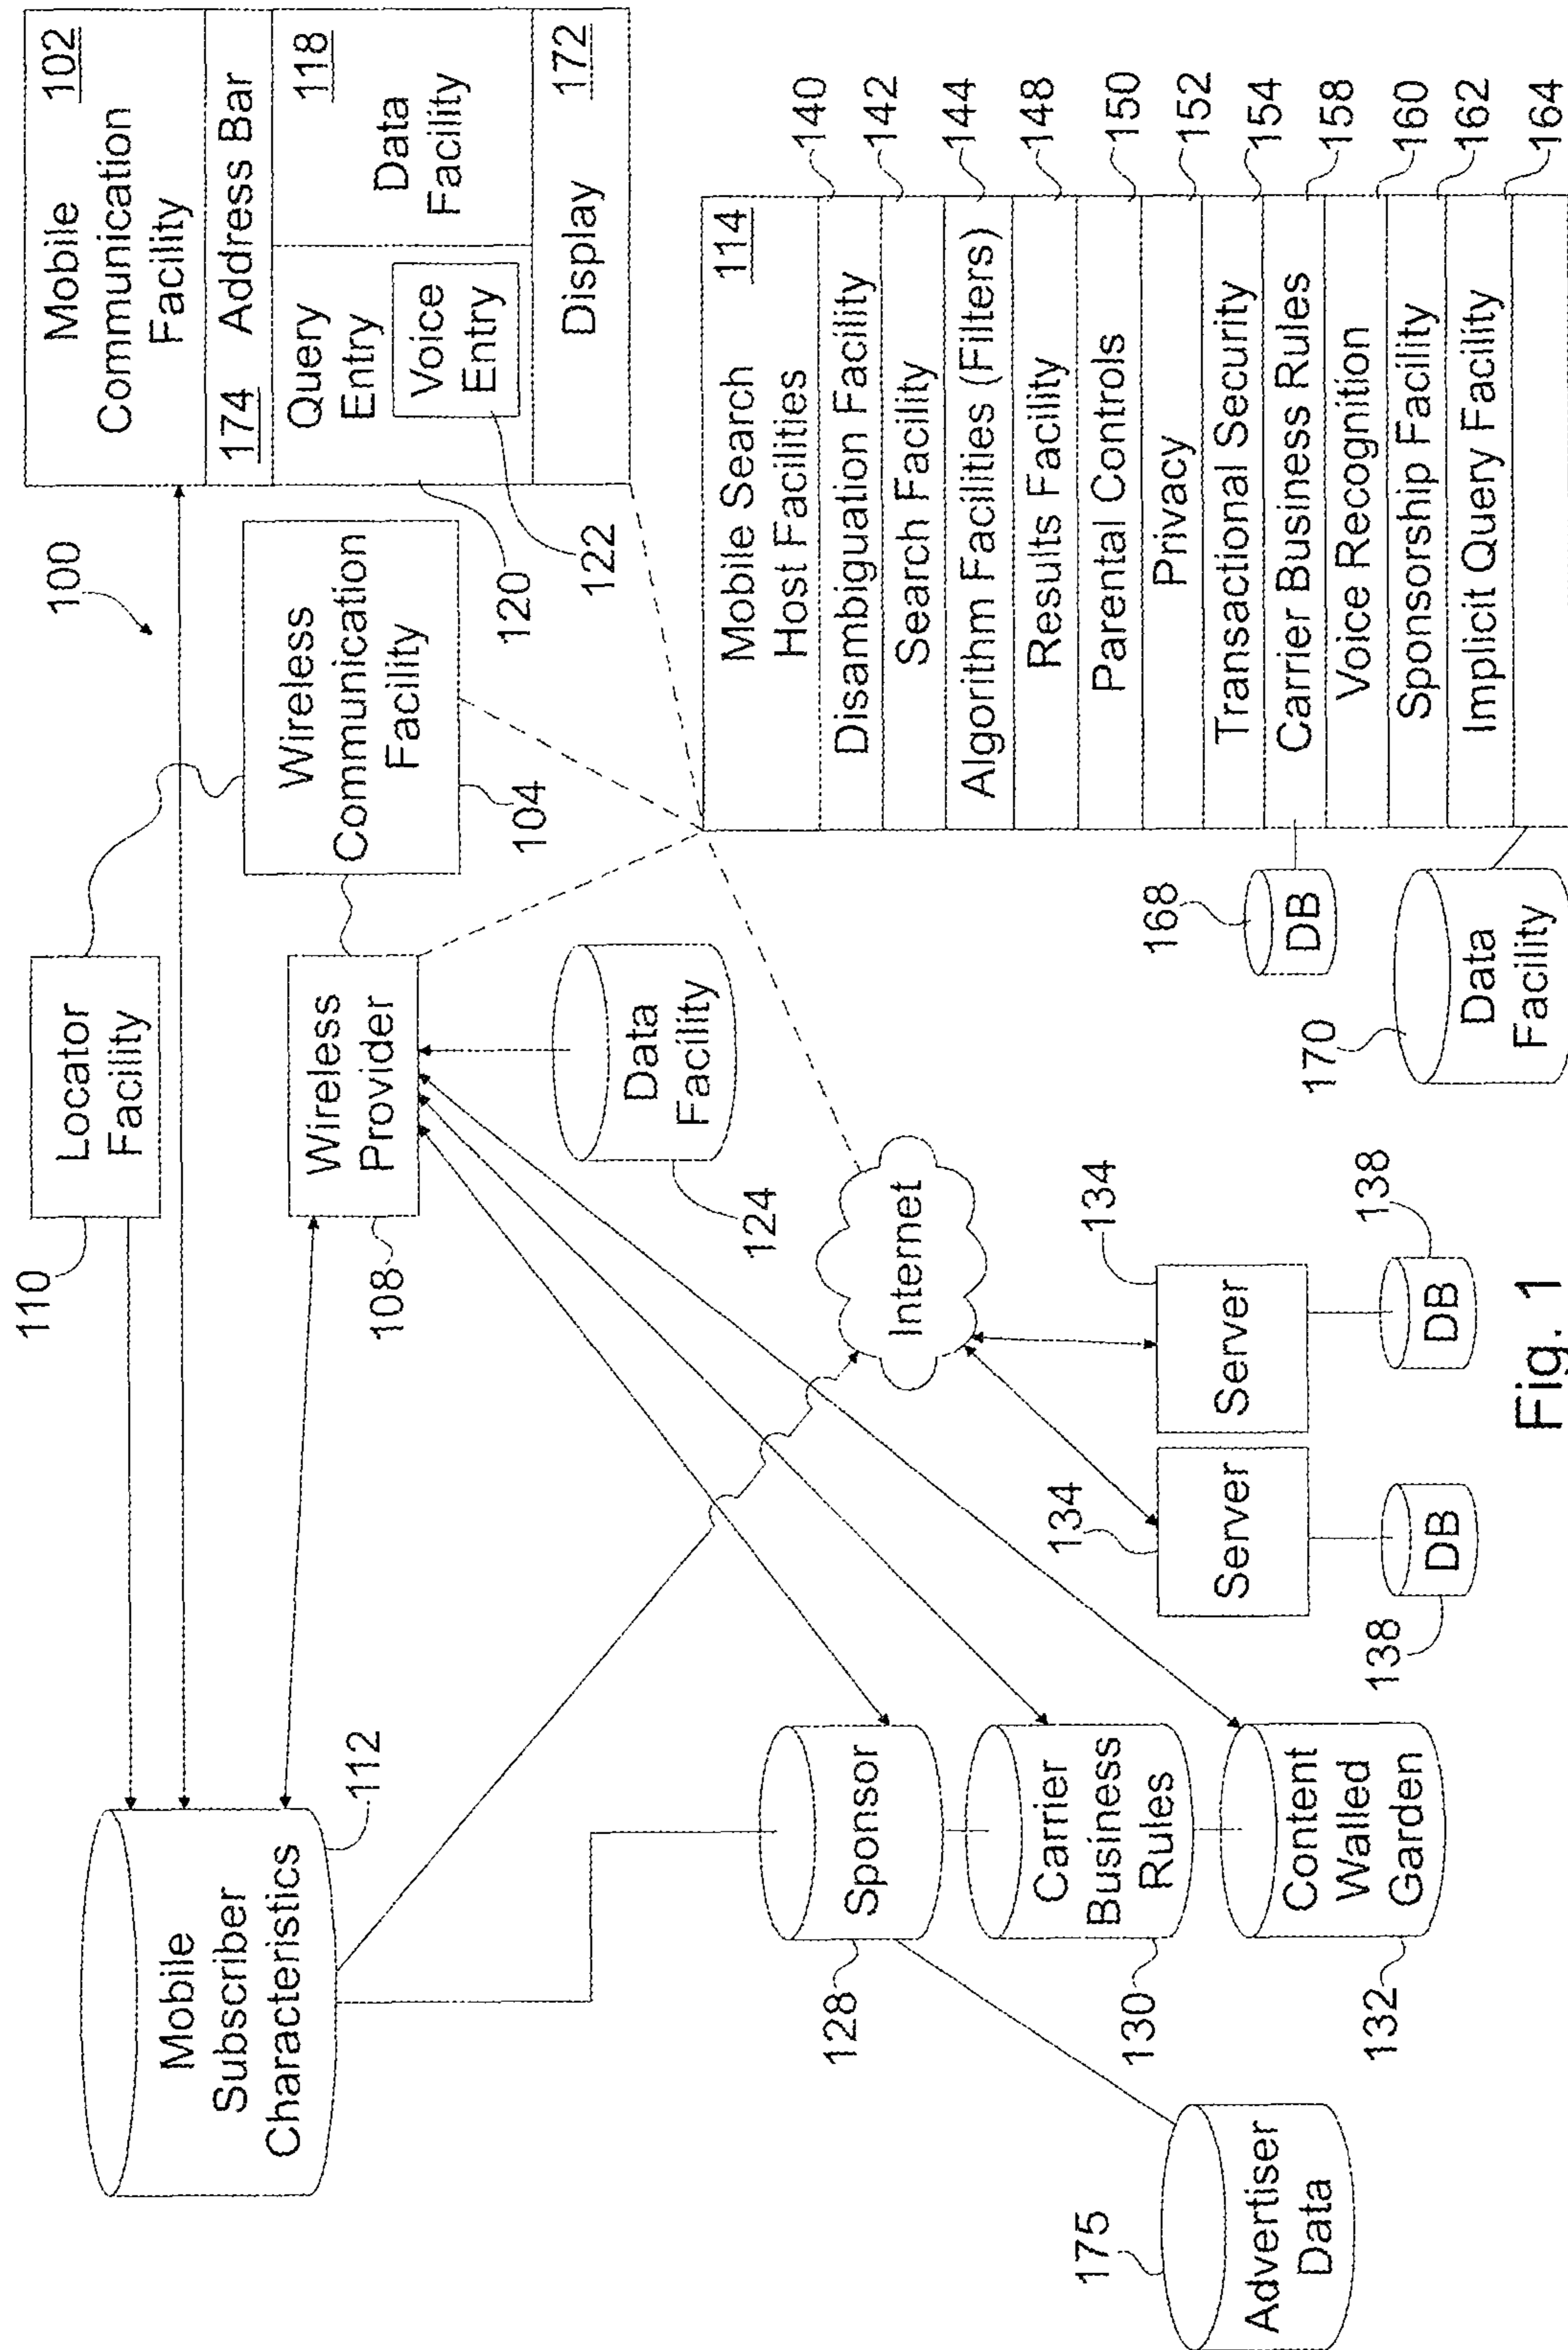 100
Mobile
Subscriber
Characteristics
112
110
Locator
Facility
Mobile
Communication
Facility
102
174
Address Bar
Query
Entry
Voice
Entry
118
Data
Facility
Display
172
120
122
Wireless
Communication
Facility
104
Wireless
Provider
108
Data
Facility
124
Sponsor
128
Carrier
Business
Rules
130
Content
Walled
Garden
132
175
Advertiser
Data
Internet
134
Server
134
Server
DB
138
DB
138
Mobile Search
Host Facilities
114
140
Disambiguation Facility
142
Search Facility
144
Algorithm Facilities (Filters)
148
Results Facility
150
Parental Controls
152
Privacy
154
Transactional Security
158
Carrier Business Rules
160
Voice Recognition
162
Sponsorship Facility
164
Implicit Query Facility
168
DB
170
Data
Facility
Fig. 1